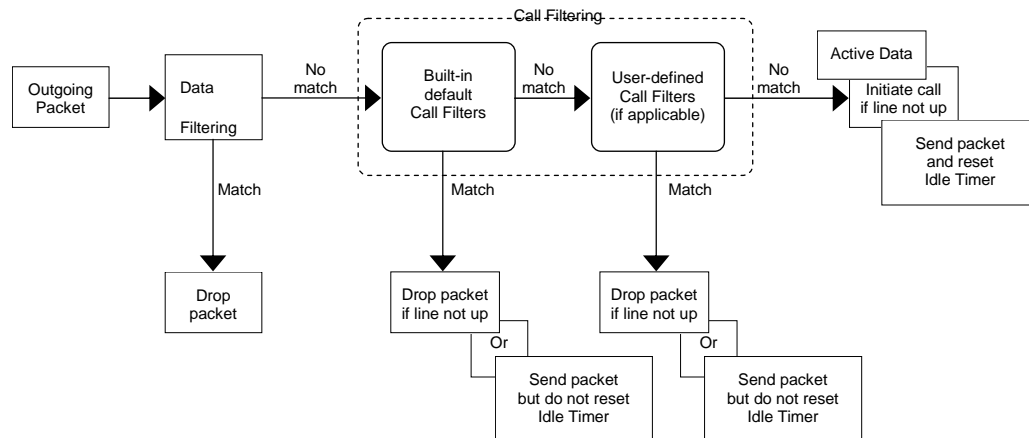 Call Filtering
Outgoing
Packet
Data
Filtering
No
match
Built-in
default
Call Filters
No
match
User-defined
Call Filters
(if applicable)
No
match
Active Data
Initiate call
if line not up
Send packet
and reset
Idle Timer
Match
Match
Match
Drop
packet
Drop packet
if line not up
Or
Send packet
but do not reset
Idle Timer
Drop packet
if line not up
Or
Send packet
but do not reset
Idle Timer